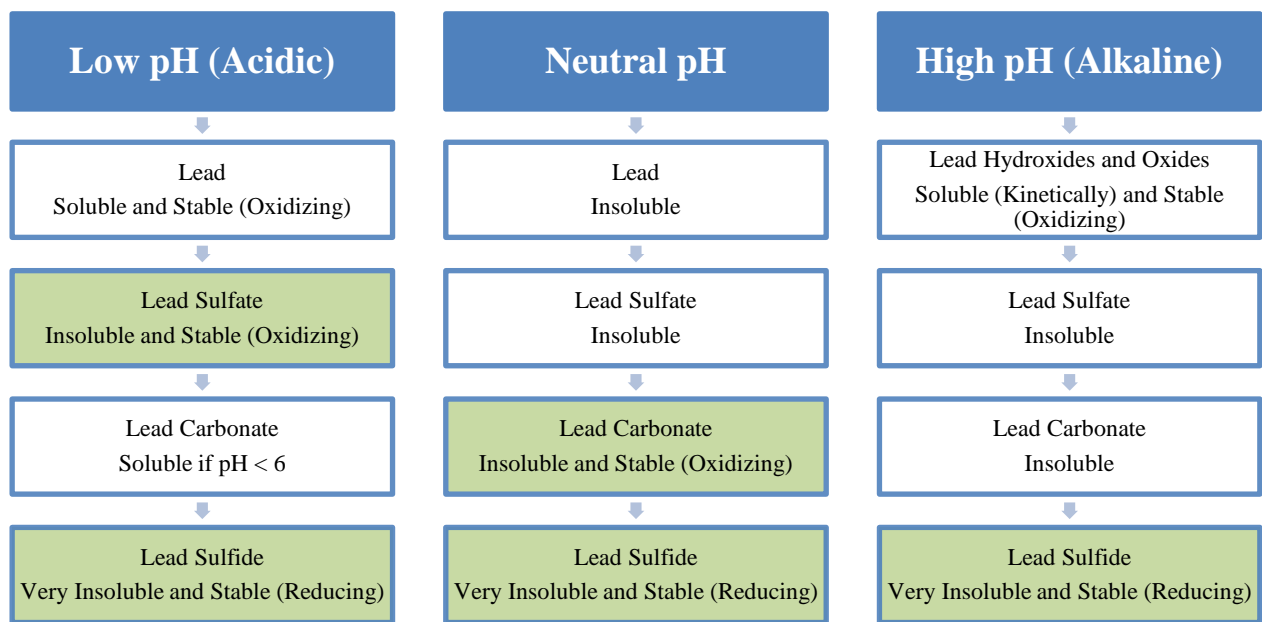 Low pH (Acidic)
Lead
Soluble and Stable (Oxidizing)
Lead Sulfate
Insoluble and Stable (Oxidizing)
Lead Carbonate
Soluble if pH < 6
Lead Sulfide
Very Insoluble and Stable (Reducing)
Neutral pH
Lead
Insoluble
Lead Sulfate
Insoluble
Lead Carbonate
Insoluble and Stable (Oxidizing)
Lead Sulfide
Very Insoluble and Stable (Reducing)
High pH (Alkaline)
Lead Hydroxides and Oxides
Soluble (Kinetically) and Stable
(Oxidizing)
Lead Sulfate
Insoluble
Lead Carbonate
Insoluble
Lead Sulfide
Very Insoluble and Stable (Reducing)